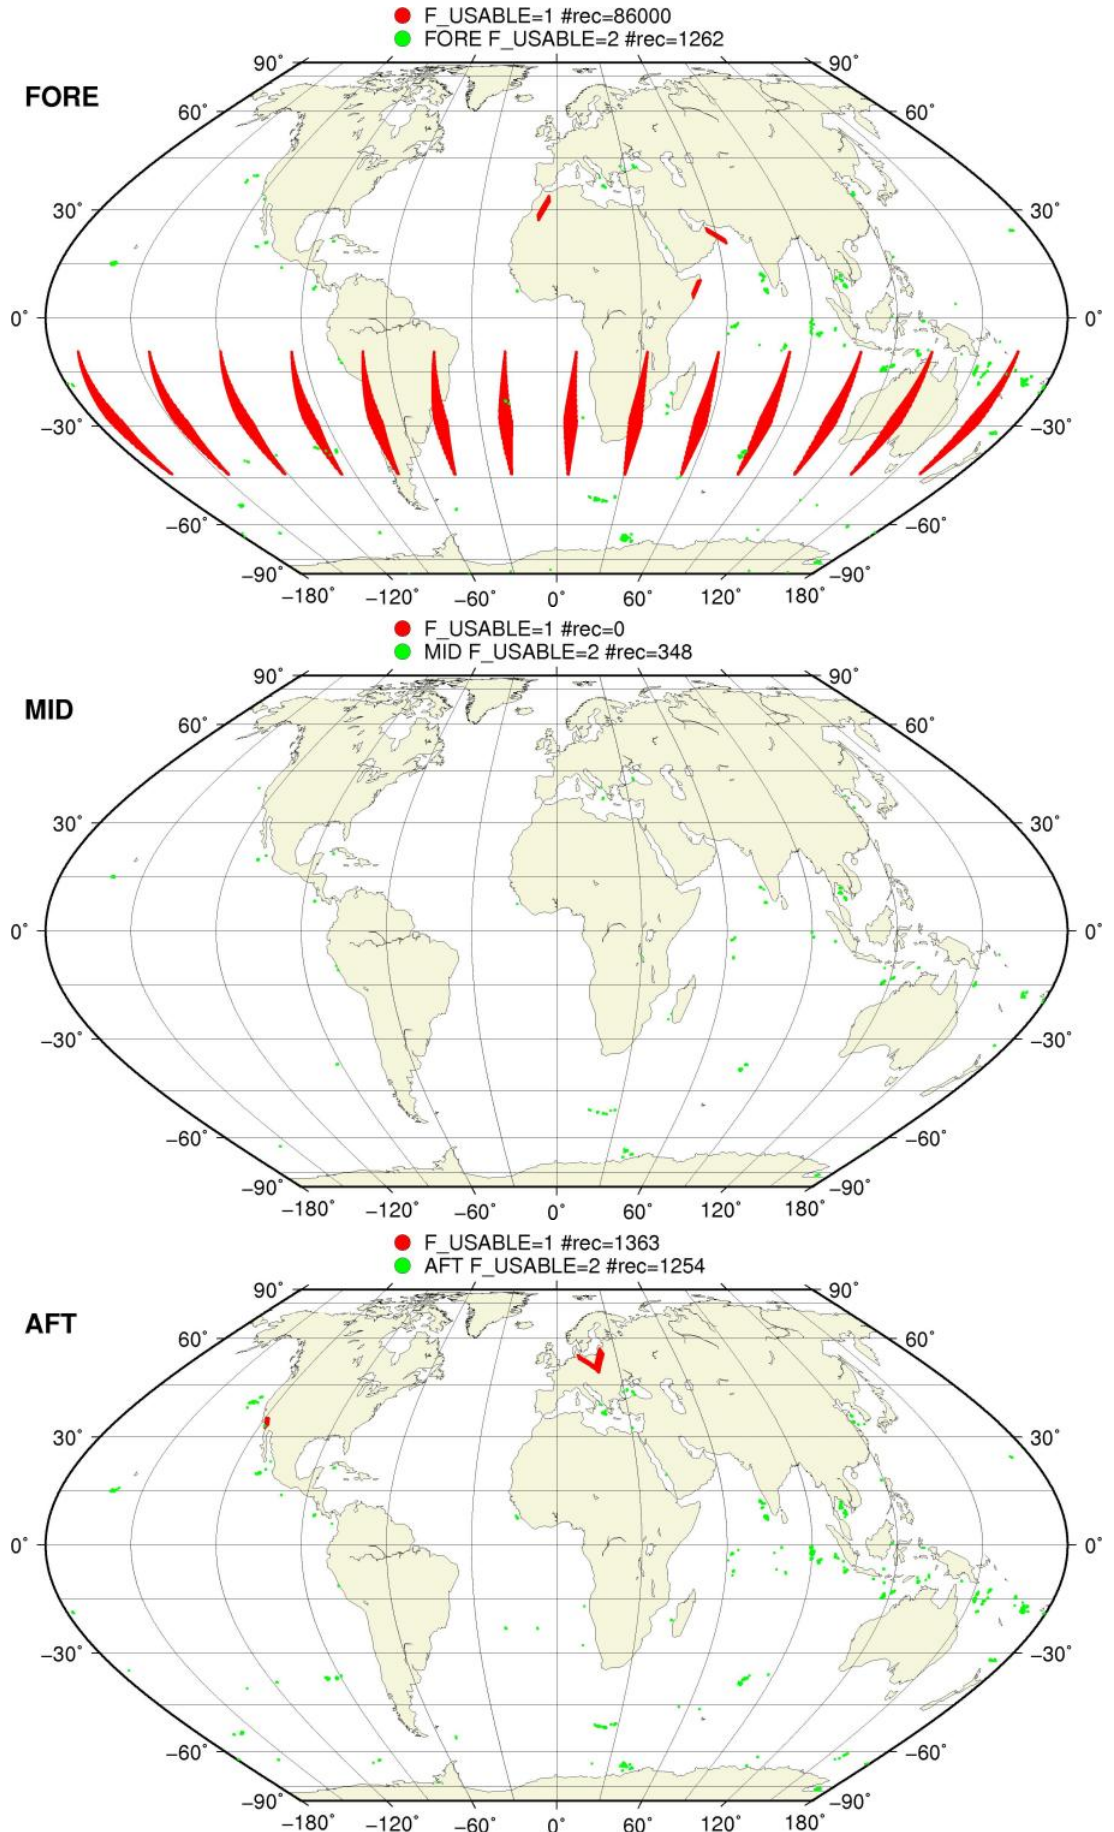 F_USABLE=1 #rec=86000
FORE F_USABLE=2 #rec=1262
90° 90°
FORE
60° 60°
30° 30°
0° 0°
−30° −30°
−60° −60°
−90° −90°
−180° −120° −60° 0° 60° 120° 180°
F_USABLE=1 #rec=0
MID F_USABLE=2 #rec=348
90° 90°
MID
60° 60°
30° 30°
0° 0°
−30° −30°
−60° −60°
−90° −90°
−180° −120° −60° 0° 60° 120° 180°
F_USABLE=1 #rec=1363
AFT F_USABLE=2 #rec=1254
90° 90°
AFT
60° 60°
30° 30°
0° 0°
−30° −30°
−60° −60°
−90° −90°
−180° −120° −60° 0° 60° 120° 180°